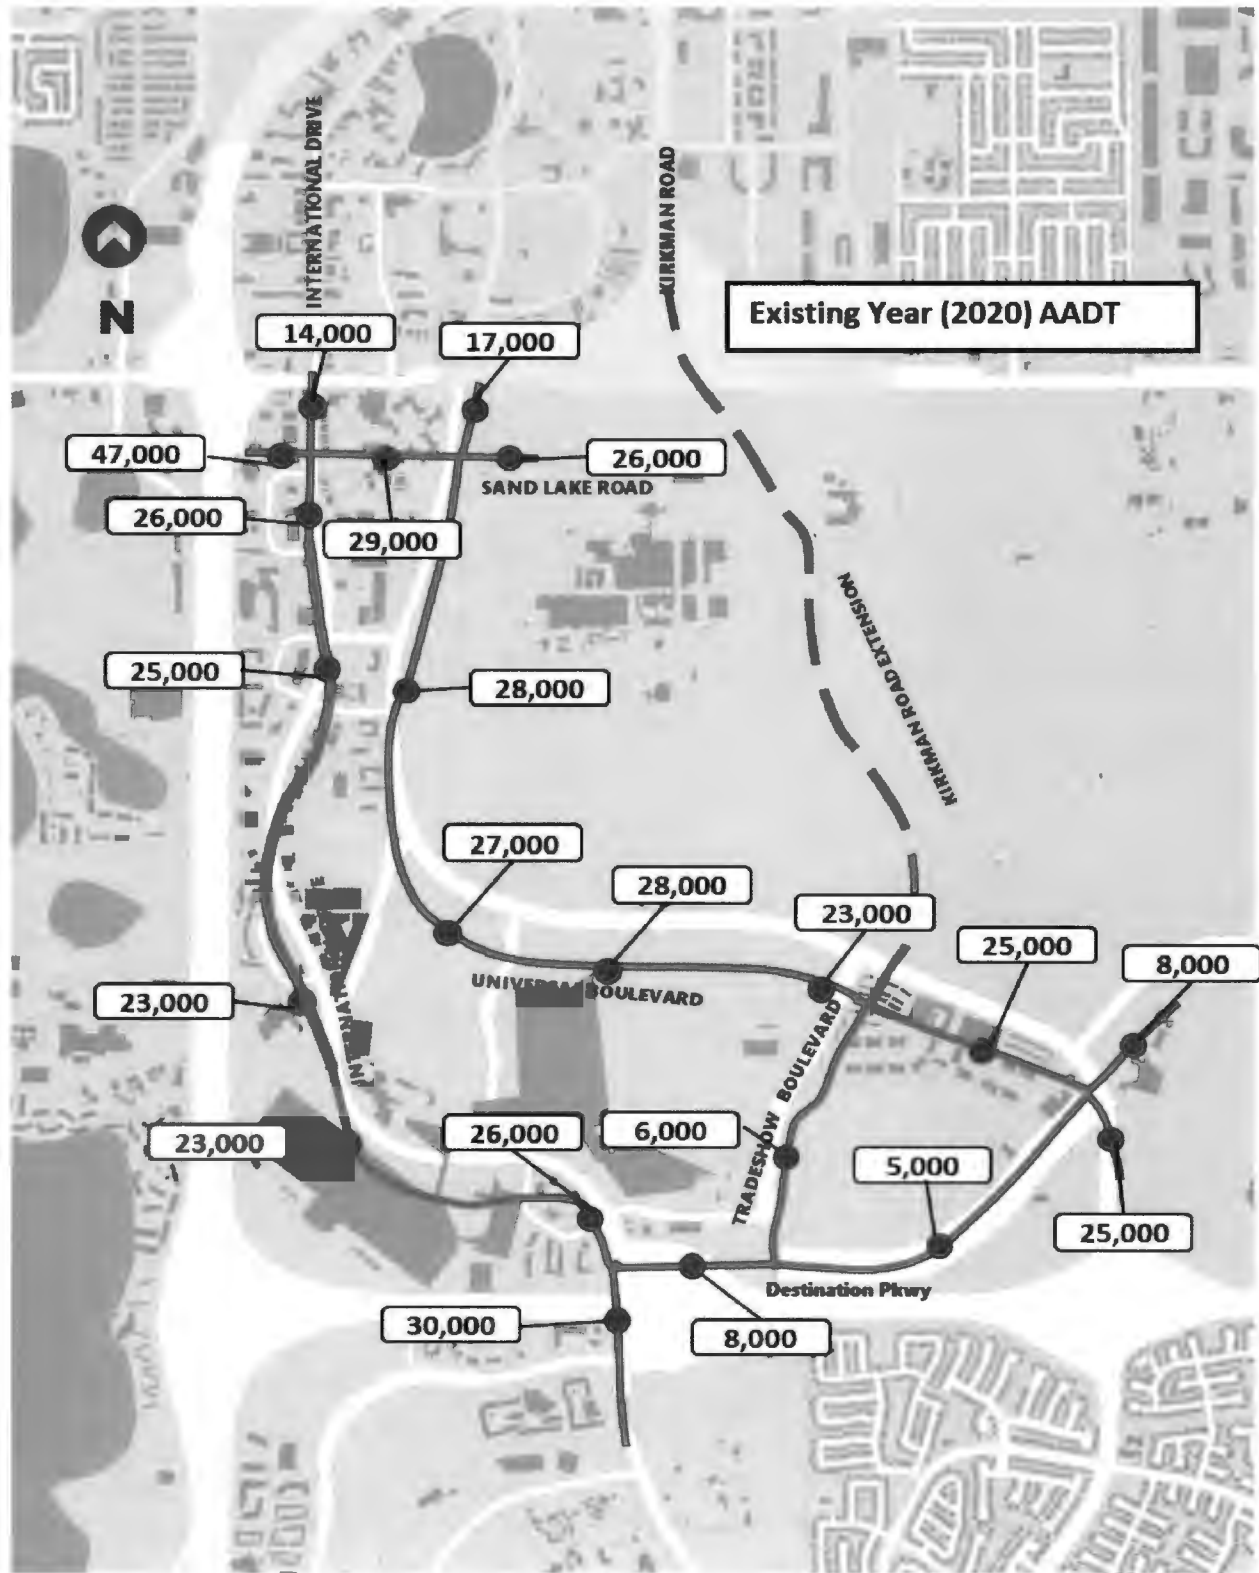 INTERNATIONAL DRIVE
KIRKMAN ROAD
N
Existing Year (2020) AADT
14,000
17,000
47,000
26,000
SAND LAKE ROAD
26,000
29,000
KIRKMAN ROAD EXTENSION
25,000
28,000
27,000
28,000
23,000
25,000
8,000
UNIVERSAL BOULEVARD
23,000
TRADESHOW BOULEVARD
23,000
26,000
6,000
5,000
25,000
Destination Pkwy
30,000
8,000